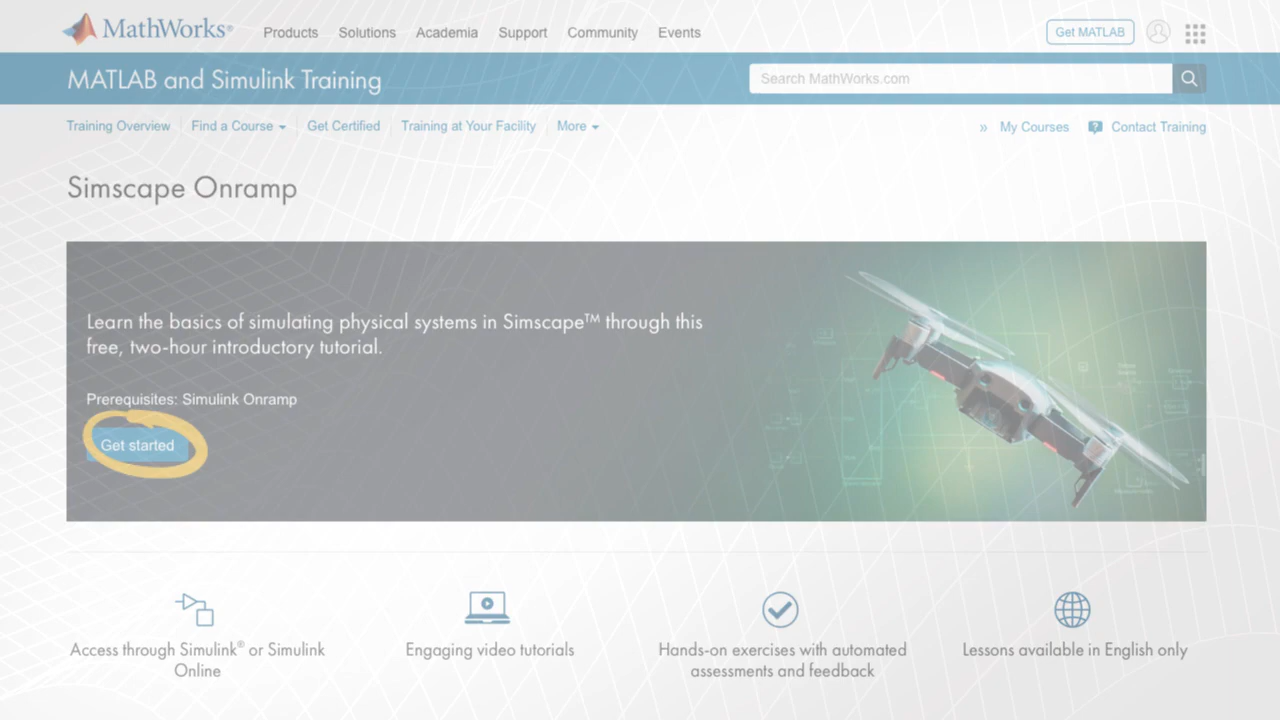 MathWorks®
Products Solutions Academia Support Community Events
Get MATLAB
MATLAB and Simulink Training
Search MathWorks.com
Training Overview Find a Course Get Certified Training at Your Facility More
» My Courses Contact Training
Simscape Onramp
Learn the basics of simulating physical systems in Simscape™ through this
free, two-hour introductory tutorial.
Prerequisites: Simulink Onramp
Get started
Access through Simulink® or Simulink
Online
Engaging video tutorials
Hands-on exercises with automated
assessments and feedback
Lessons available in English only